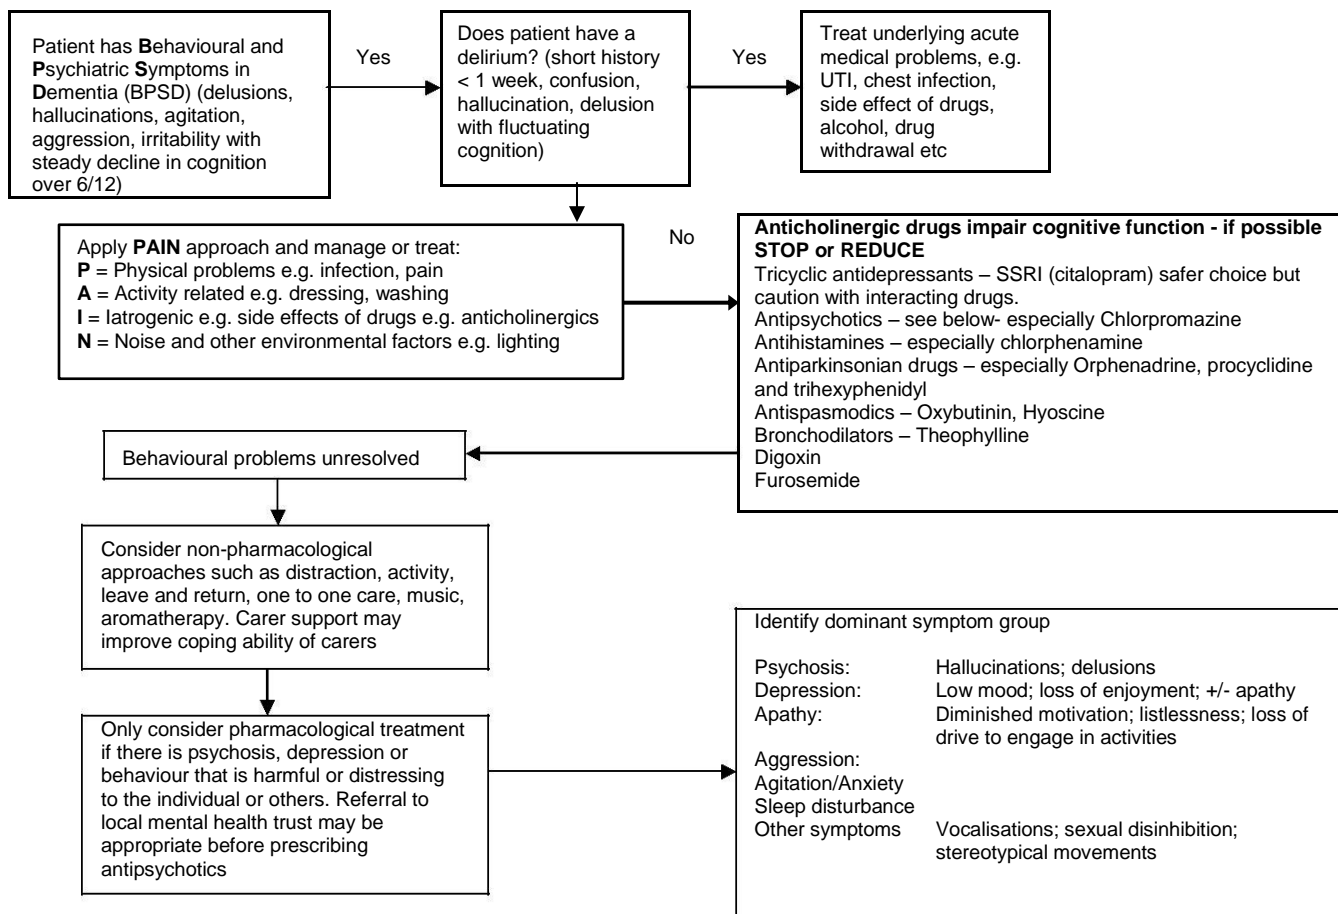 Patient has Behavioural and
Psychiatric Symptoms in
Dementia (BPSD) (delusions,
hallucinations, agitation,
aggression, irritability with
steady decline in cognition
over 6/12)
Yes
Does patient have a
delirium? (short history
< 1 week, confusion,
hallucination, delusion
with fluctuating
cognition)
Yes
Treat underlying acute
medical problems, e.g.
UTI, chest infection,
side effect of drugs,
alcohol, drug
withdrawal etc
Apply PAIN approach and manage or treat:
P = Physical problems e.g. infection, pain
A = Activity related e.g. dressing, washing
I = Iatrogenic e.g. side effects of drugs e.g. anticholinergics
N = Noise and other environmental factors e.g. lighting
No
Anticholinergic drugs impair cognitive function - if possible
STOP or REDUCE
Tricyclic antidepressants – SSRI (citalopram) safer choice but
caution with interacting drugs.
Antipsychotics – see below- especially Chlorpromazine
Antihistamines – especially chlorphenamine
Antiparkinsonian drugs – especially Orphenadrine, procyclidine
and trihexyphenidyl
Antispasmodics – Oxybutinin, Hyoscine
Bronchodilators – Theophylline
Digoxin
Furosemide
Behavioural problems unresolved
Consider non-pharmacological
approaches such as distraction, activity,
leave and return, one to one care, music,
aromatherapy. Carer support may
improve coping ability of carers
Only consider pharmacological treatment
if there is psychosis, depression or
behaviour that is harmful or distressing
to the individual or others. Referral to
local mental health trust may be
appropriate before prescribing
antipsychotics
Identify dominant symptom group
Psychosis: Hallucinations; delusions
Depression: Low mood; loss of enjoyment; +/- apathy
Apathy: Diminished motivation; listlessness; loss of
drive to engage in activities
Aggression:
Agitation/Anxiety
Sleep disturbance
Other symptoms Vocalisations; sexual disinhibition;
stereotypical movements